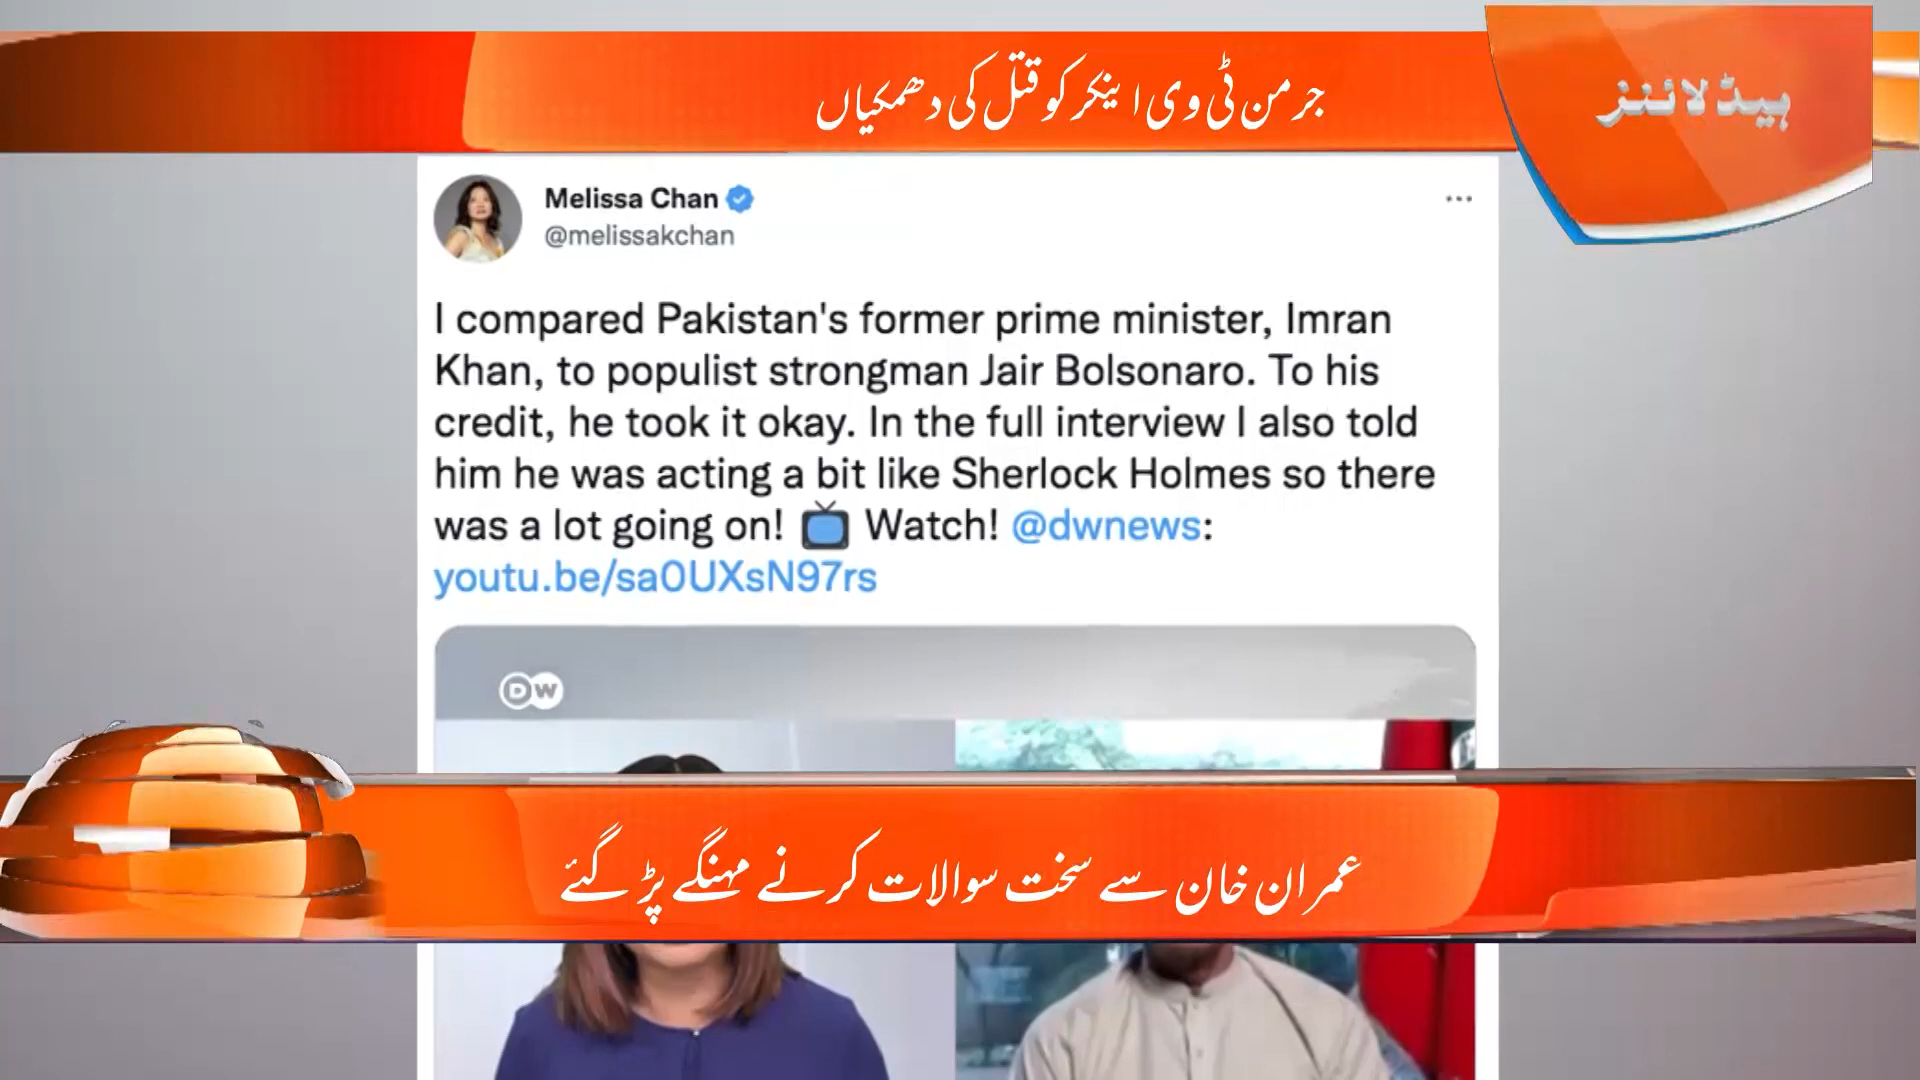 جرمن ٹی وی اینکر کو قتل کی دھمکیاں
ہیڈلائنز
Melissa Chan
@melissakchan
I compared Pakistan's former prime minister, Imran
Khan, to populist strongman Jair Bolsonaro. To his
credit, he took it okay. In the full interview I also told
him he was acting a bit like Sherlock Holmes so there
was a lot going on! 📺 Watch! @dwnews:
youtu.be/sa0UXsN97rs
DW
عمران خان سے سخت سوالات کرنے مہنگے پڑ گئے